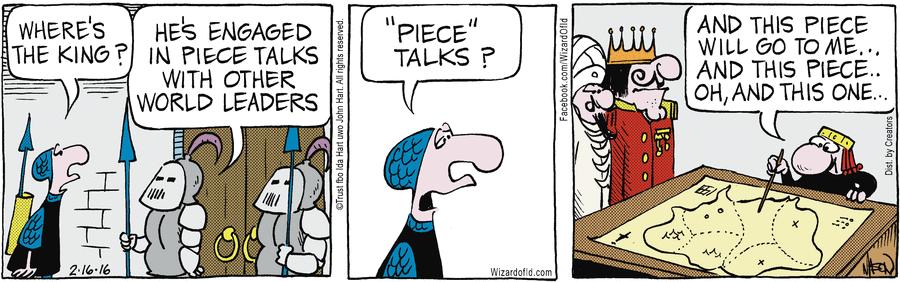 WHERE'S
THE KING?
HE'S ENGAGED
IN PIECE TALKS
WITH OTHER
WORLD LEADERS
2-16-16
©Trust fbo Ida Hart uwo John Hart. All rights reserved.
"PIECE"
TALKS?
Wizardofid.com
Facebook.com/WizardOfId
AND THIS PIECE
WILL GO TO ME...
AND THIS PIECE..
OH, AND THIS ONE...
Dist. by Creators